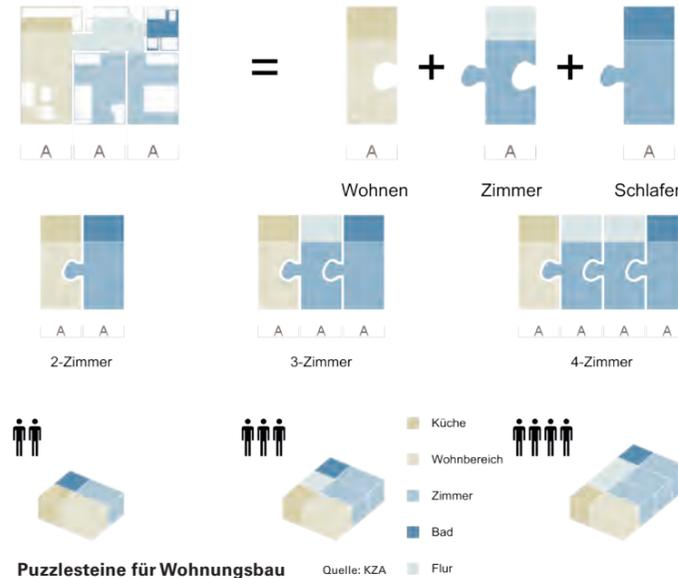 =
+
+
A A A
A
A
A
Wohnen
Zimmer
Schlafen
A A
A A A
A A A A
2-Zimmer
3-Zimmer
4-Zimmer
Küche
Wohnbereich
Zimmer
Bad
Flur
Puzzlesteine für Wohnungsbau
Quelle: KZA